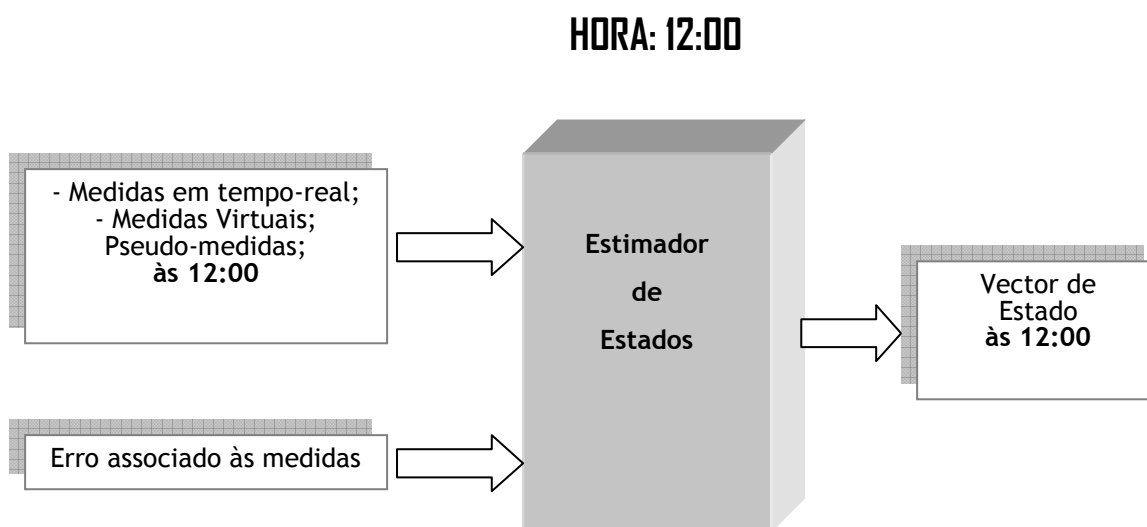 HORA: 12:00
- Medidas em tempo-real;
- Medidas Virtuais;
Pseudo-medidas;
às 12:00
Estimador
de
Estados
Vector de
Estado
às 12:00
Erro associado às medidas